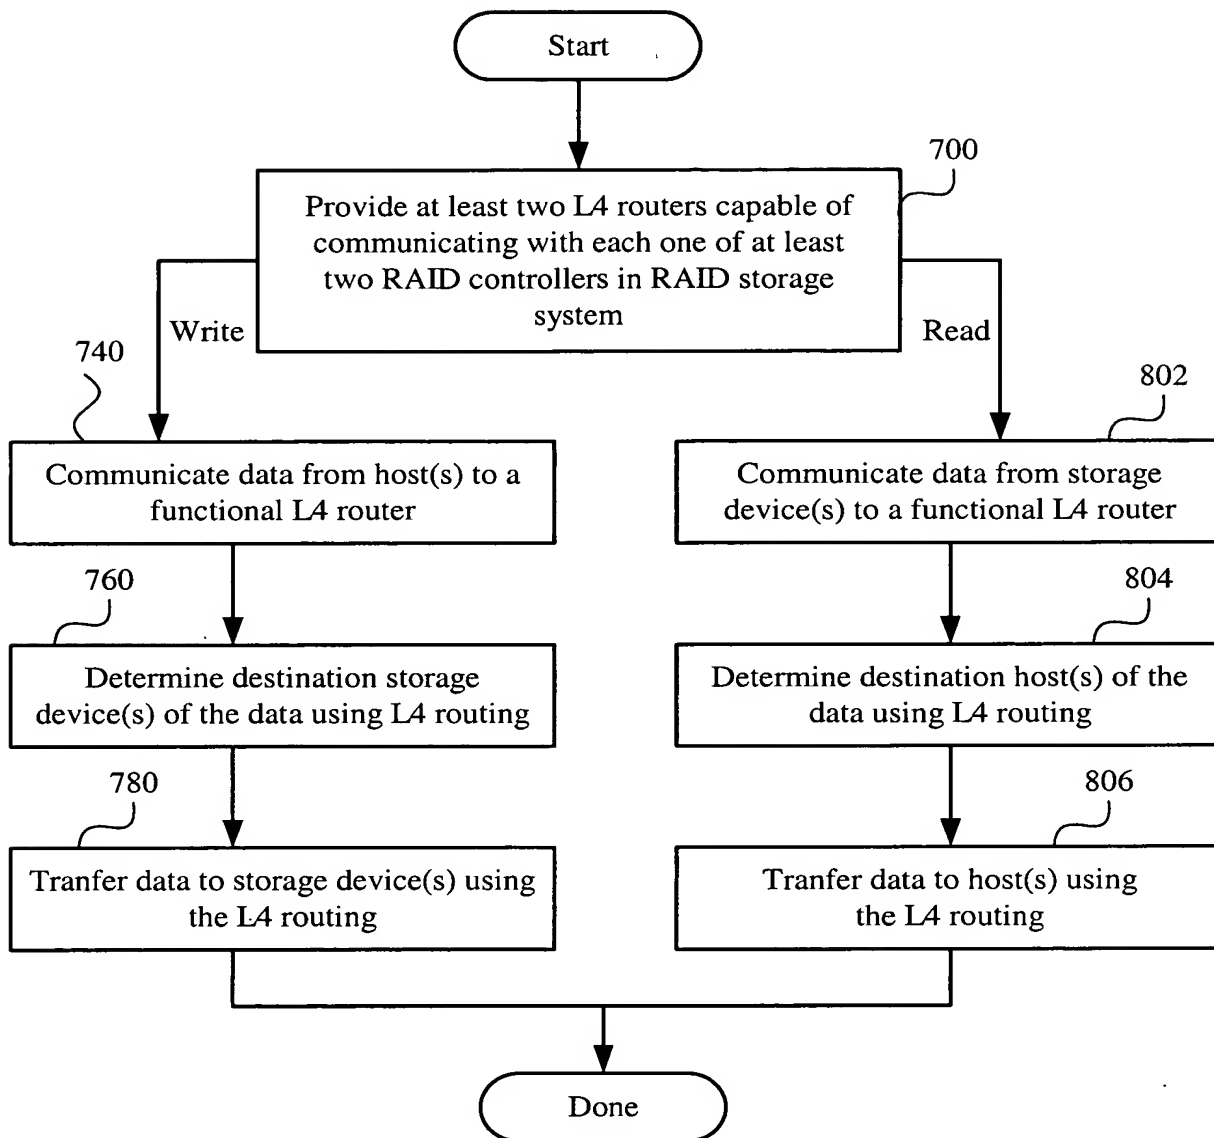 Start
700
Provide at least two L4 routers capable of
communicating with each one of at least
two RAID controllers in RAID storage
system
Write
Read
740
802
Communicate data from host(s) to a
functional L4 router
Communicate data from storage
device(s) to a functional L4 router
760
804
Determine destination storage
device(s) of the data using L4 routing
Determine destination host(s) of the
data using L4 routing
780
806
Tranfer data to storage device(s) using
the L4 routing
Tranfer data to host(s) using
the L4 routing
Done